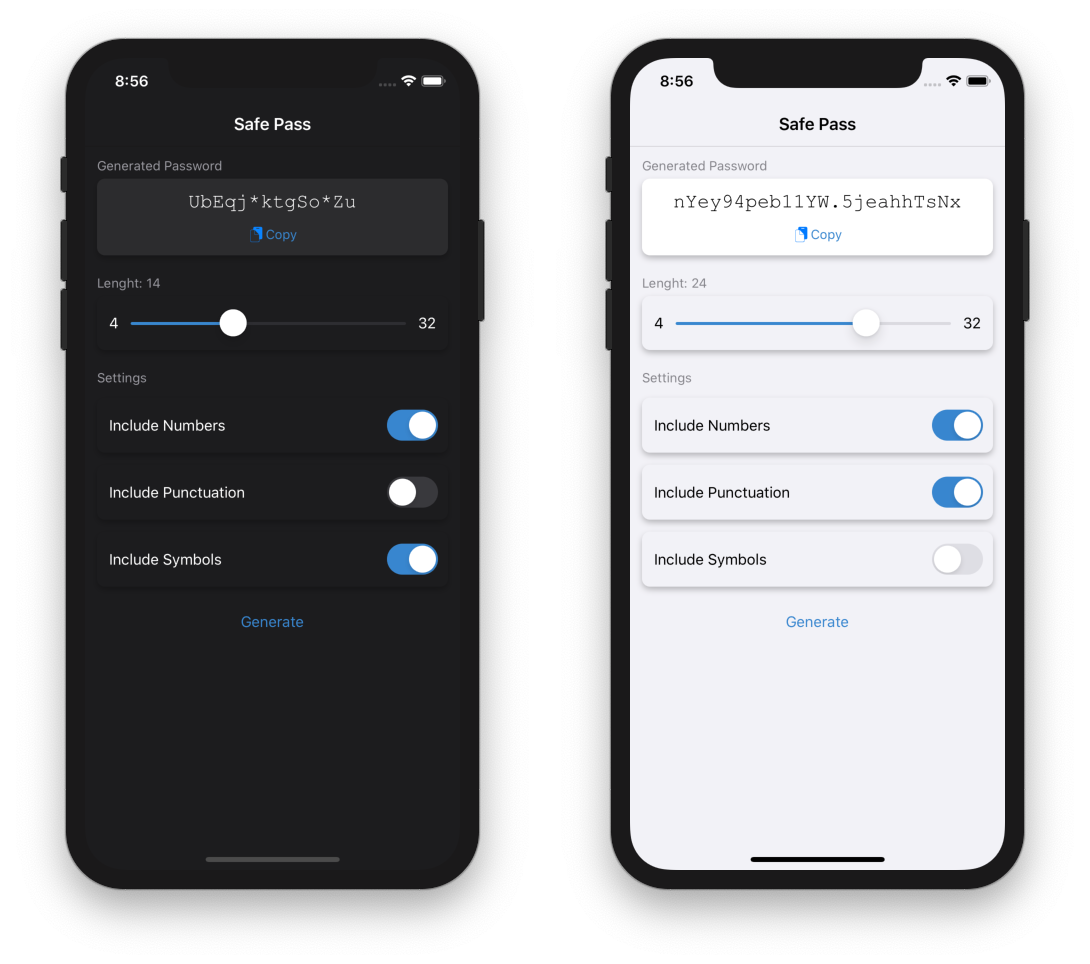 8:56
Safe Pass
Generated Password
UbEqj*ktgSo*Zu
Copy
Lenght: 14
4 32
Settings
Include Numbers
Include Punctuation
Include Symbols
Generate
8:56
Safe Pass
Generated Password
nYey94peb11YW.5jeahhTsNx
Copy
Lenght: 24
4 32
Settings
Include Numbers
Include Punctuation
Include Symbols
Generate